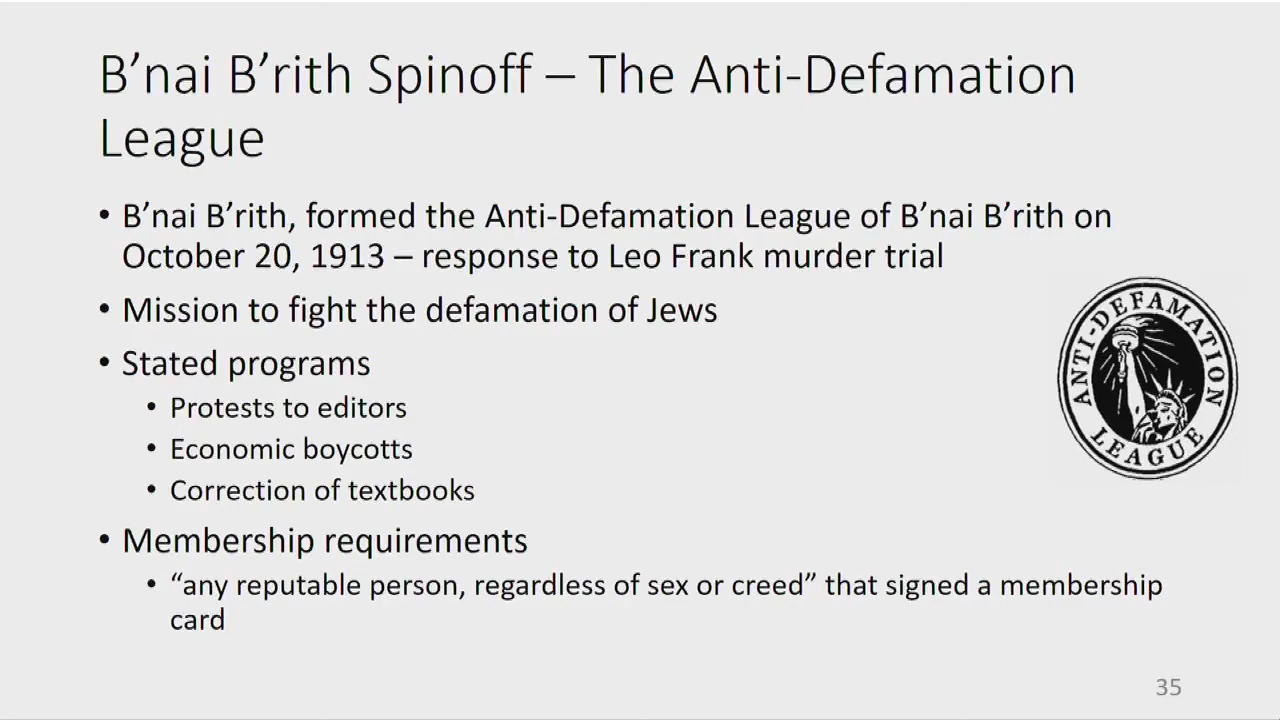 B’nai B’rith Spinoff – The Anti-Defamation
League
• B’nai B’rith, formed the Anti-Defamation League of B’nai B’rith on
October 20, 1913 – response to Leo Frank murder trial
• Mission to fight the defamation of Jews
• Stated programs
• Protests to editors
• Economic boycotts
• Correction of textbooks
• Membership requirements
• “any reputable person, regardless of sex or creed” that signed a membership
card
ANTI-DEFAMATION
LEAGUE
35